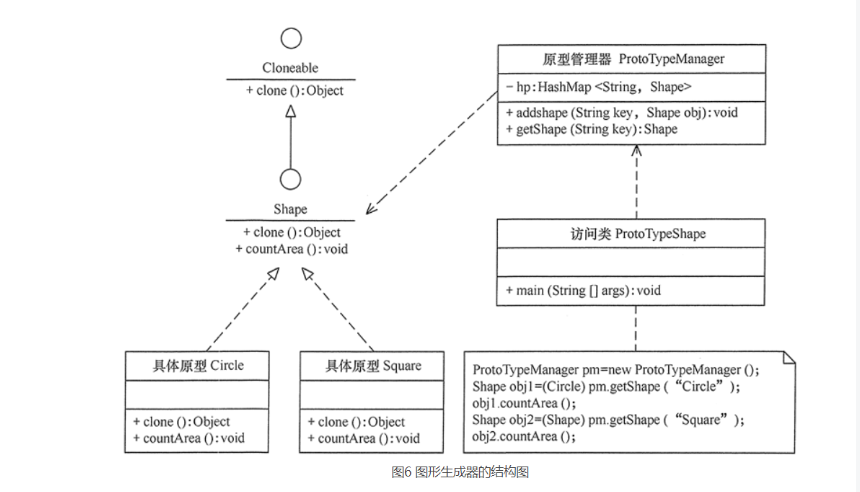 Cloneable
+ clone ():Object
Shape
+ clone ():Object
+ countArea ():void
具体原型 Circle
+ clone ():Object
+ countArea ():void
具体原型 Square
+ clone ():Object
+ countArea ():void
原型管理器 ProtoTypeManager
- hp:HashMap <String, Shape>
+ addshape (String key, Shape obj):void
+ getShape (String key):Shape
访问类 ProtoTypeShape
+ main (String [] args):void
ProtoTypeManager pm=new ProtoTypeManager ();
Shape obj1=(Circle) pm.getShape (“Circle”);
obj1.countArea ();
Shape obj2=(Shape) pm.getShape (“Square”);
obj2.countArea ();
图6 图形生成器的结构图